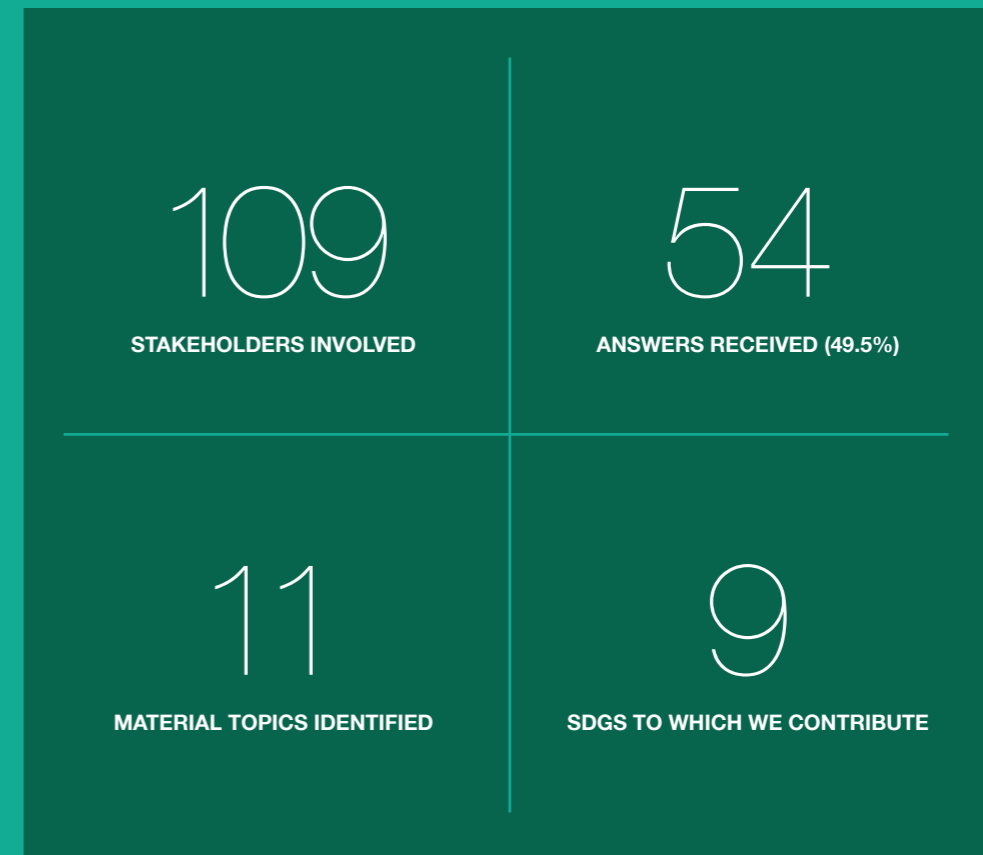 109
STAKEHOLDERS INVOLVED
54
ANSWERS RECEIVED (49.5%)
11
MATERIAL TOPICS IDENTIFIED
9
SDGS TO WHICH WE CONTRIBUTE